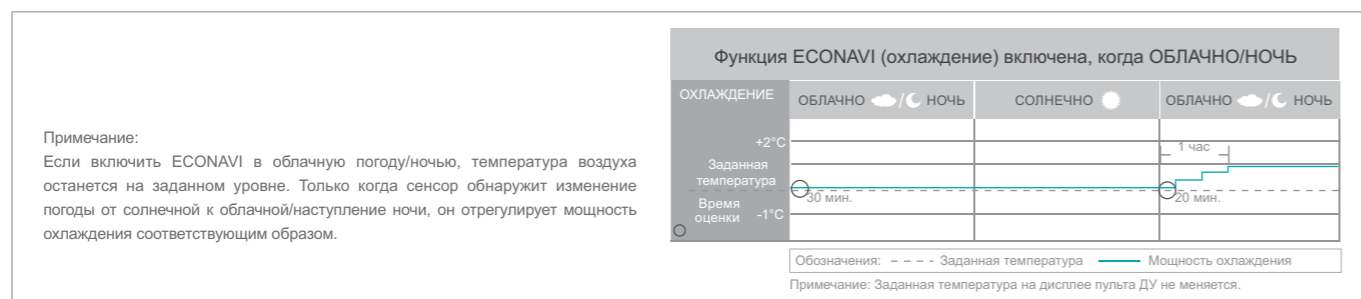 Примечание:
Если включить ECONAVI в облачную погоду/ночью, температура воздуха
останется на заданном уровне. Только когда сенсор обнаружит изменение
погоды от солнечной к облачной/наступление ночи, он отрегулирует мощность
охлаждения соответствующим образом.
Функция ECONAVI (охлаждение) включена, когда ОБЛАЧНО/НОЧЬ
ОХЛАЖДЕНИЕ
ОБЛАЧНО / НОЧЬ
СОЛНЕЧНО
ОБЛАЧНО / НОЧЬ
+2°C
Заданная
температура
Время
оценки
-1°C
30 мин.
1 час
20 мин.
Обозначения: Заданная температура Мощность охлаждения
Примечание: Заданная температура на дисплее пульта ДУ не меняется.